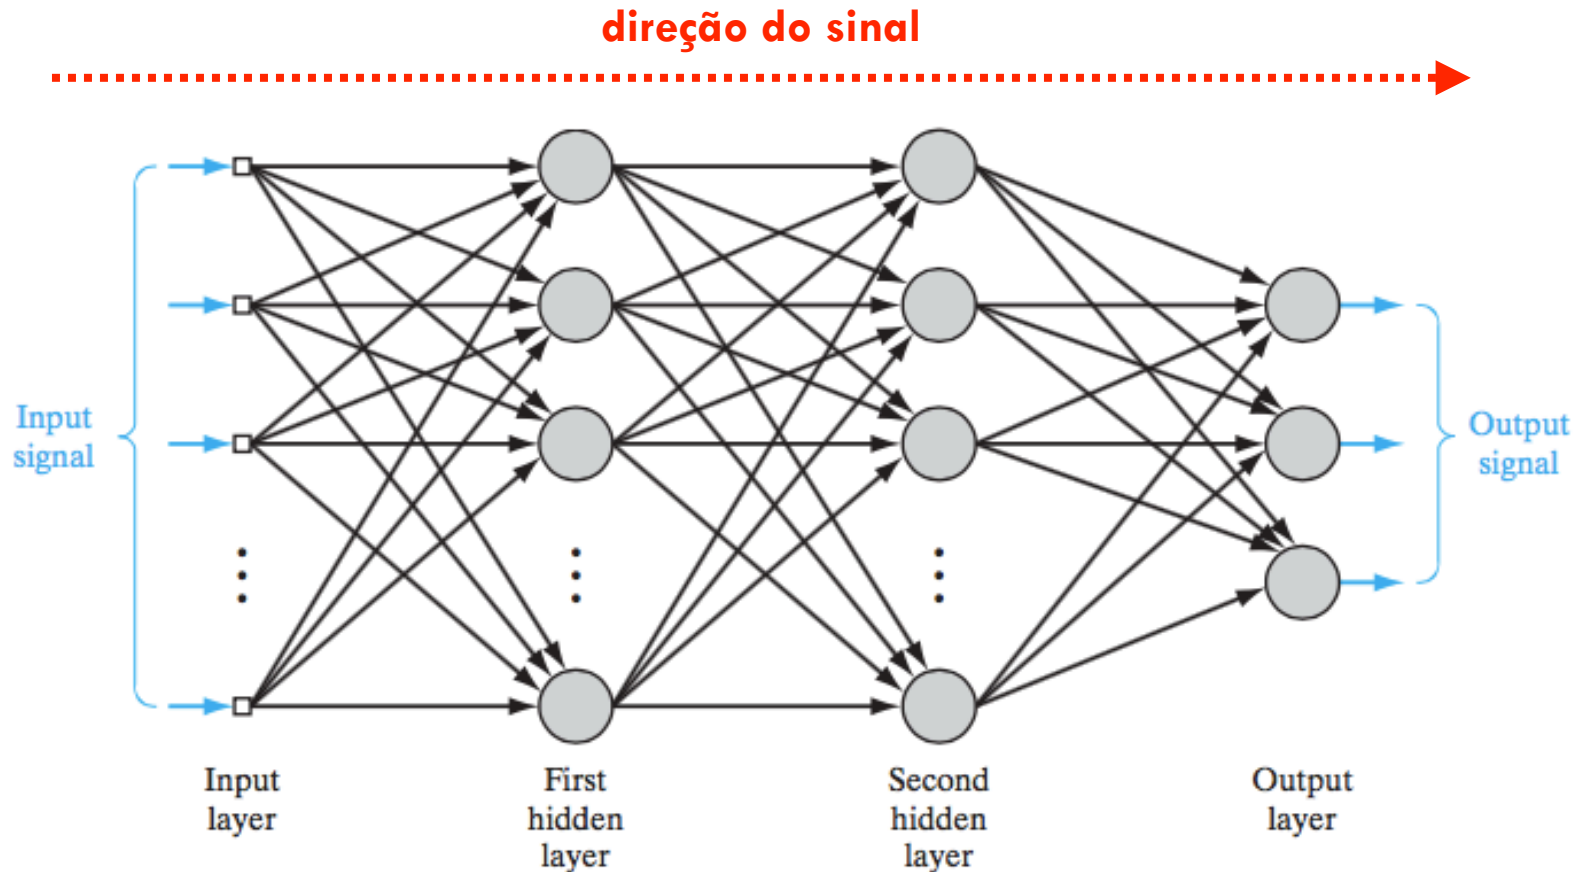 direção do sinal
Input
signal
Output
signal
Input
layer
First
hidden
layer
Second
hidden
layer
Output
layer